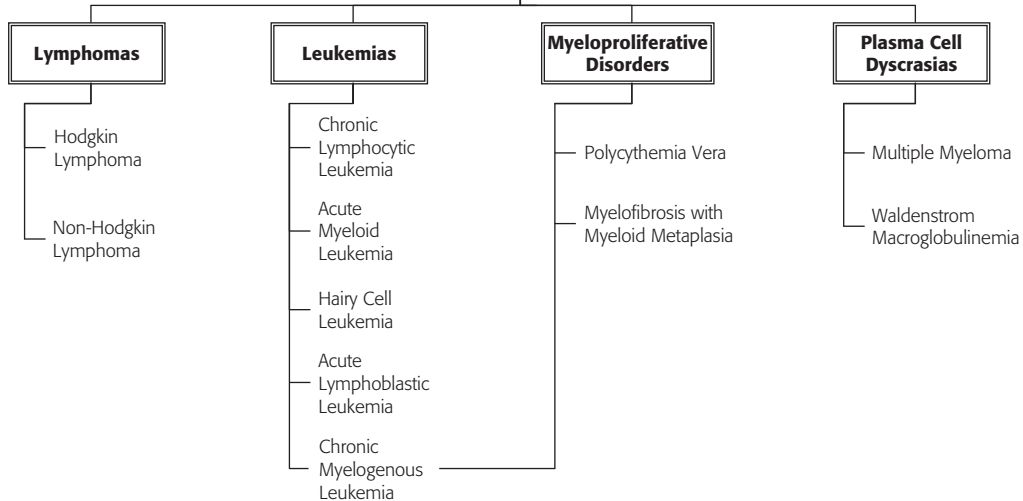 Lymphomas
Hodgkin
Lymphoma
Non-Hodgkin
Lymphoma
Leukemias
Chronic
Lymphocytic
Leukemia
Acute
Myeloid
Leukemia
Hairy Cell
Leukemia
Acute
Lymphoblastic
Leukemia
Chronic
Myelogenous
Leukemia
Myeloproliferative
Disorders
Polycythemia Vera
Myelofibrosis with
Myeloid Metaplasia
Plasma Cell
Dyscrasias
Multiple Myeloma
Waldenstrom
Macroglobulinemia